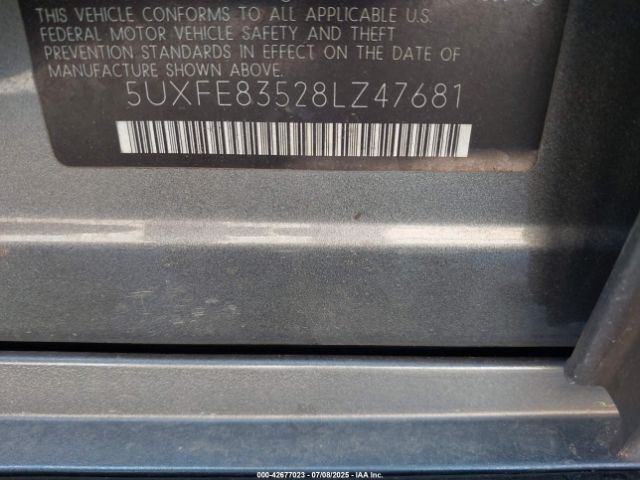 THIS VEHICLE CONFORMS TO ALL APPLICABLE U.S.
FEDERAL MOTOR VEHICLE SAFETY AND THEFT
PREVENTION STANDARDS IN EFFECT ON THE DATE OF
MANUFACTURE SHOWN ABOVE.
5UXFE83528LZ47681
000-42677023 - 07/08/2025 - IAA Inc.